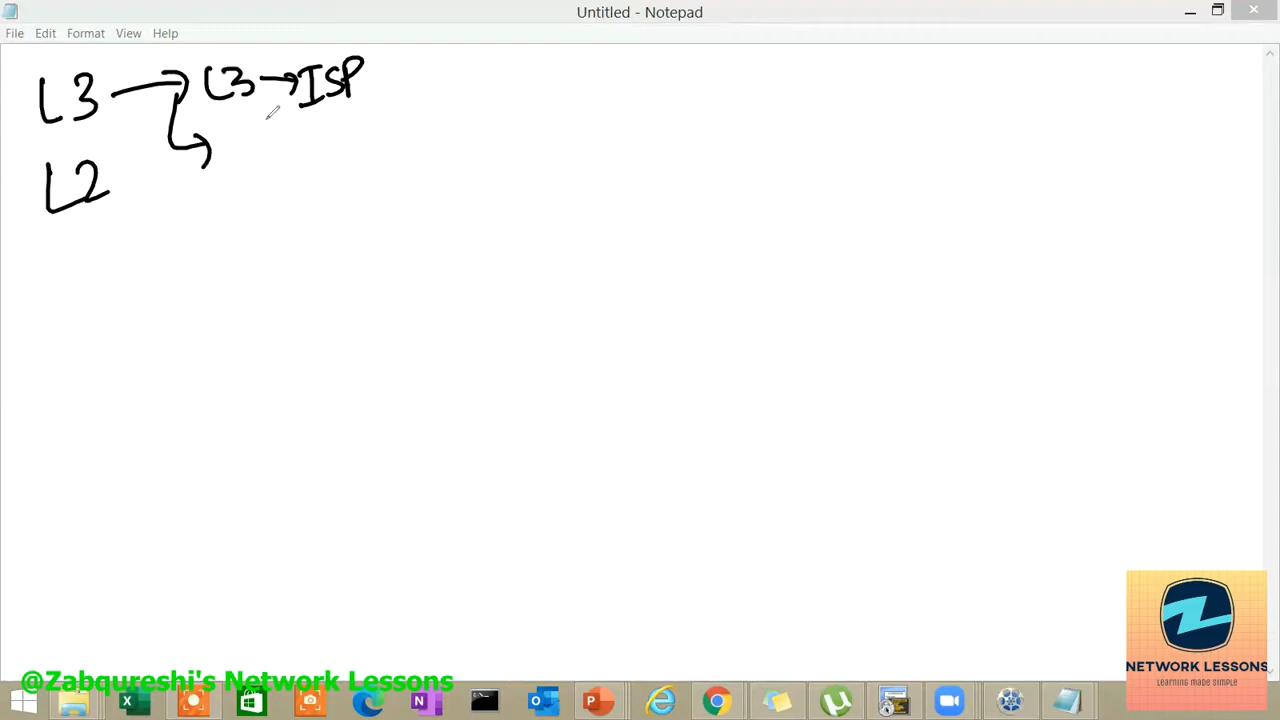 Untitled - Notepad
File Edit Format View Help
L3 → L3 → ISP
L2
NETWORK LESSONS
Learning made simple
@Zabqureshi's Network Lessons